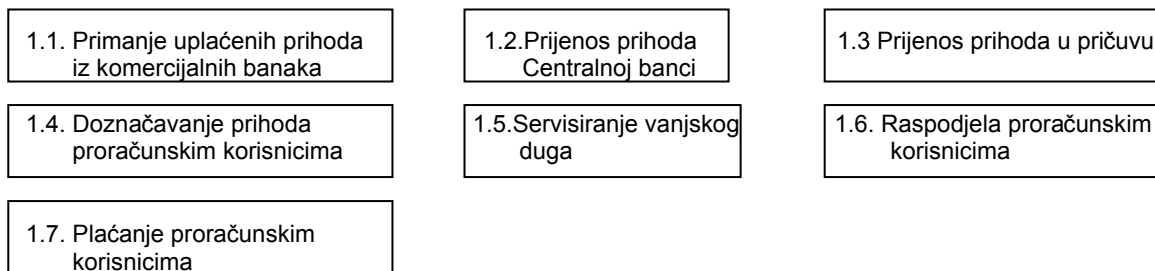 1.1. Primanje uplaćenih prihoda
iz komercijalnih banaka
1.2.Prijenos prihoda
Centralnoj banci
1.3 Prijenos prihoda u pričuvu
1.4. Doznačavanje prihoda
proračunskim korisnicima
1.5.Servisiranje vanjskog
duga
1.6. Raspodjela proračunskim
korisnicima
1.7. Plaćanje proračunskim
korisnicima